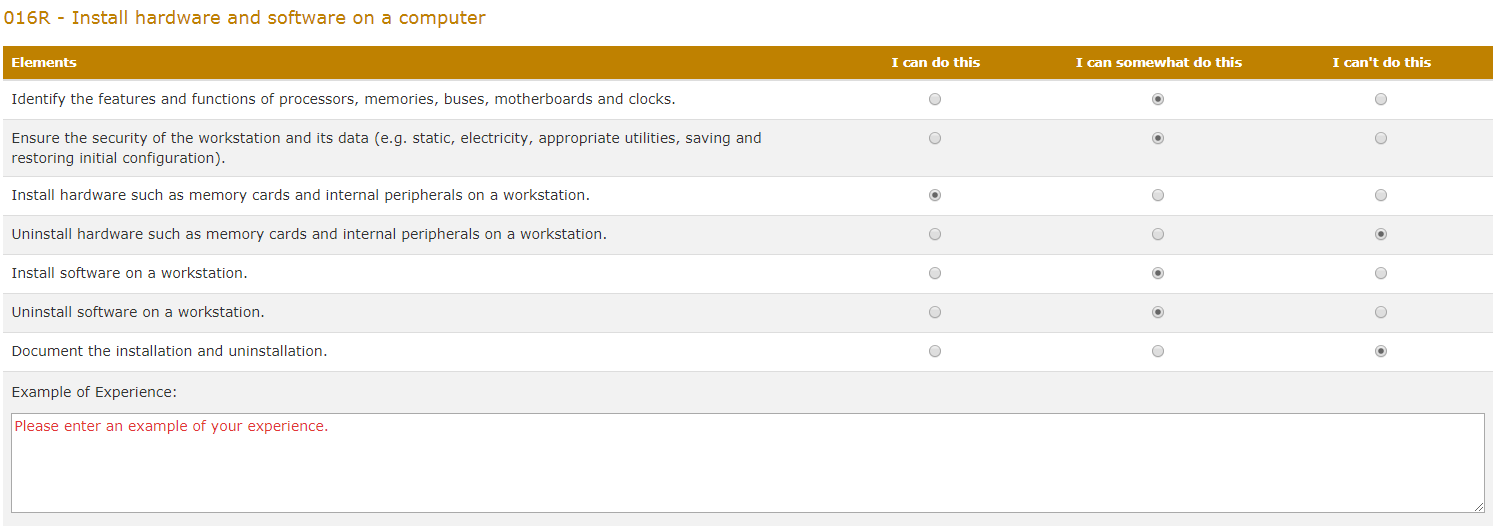 016R - Install hardware and software on a computer
Elements I can do this I can somewhat do this I can't do this
Identify the features and functions of processors, memories, buses, motherboards and clocks.
Ensure the security of the workstation and its data (e.g. static, electricity, appropriate utilities, saving and
restoring initial configuration).
Install hardware such as memory cards and internal peripherals on a workstation.
Uninstall hardware such as memory cards and internal peripherals on a workstation.
Install software on a workstation.
Uninstall software on a workstation.
Document the installation and uninstallation.
Example of Experience:
Please enter an example of your experience.